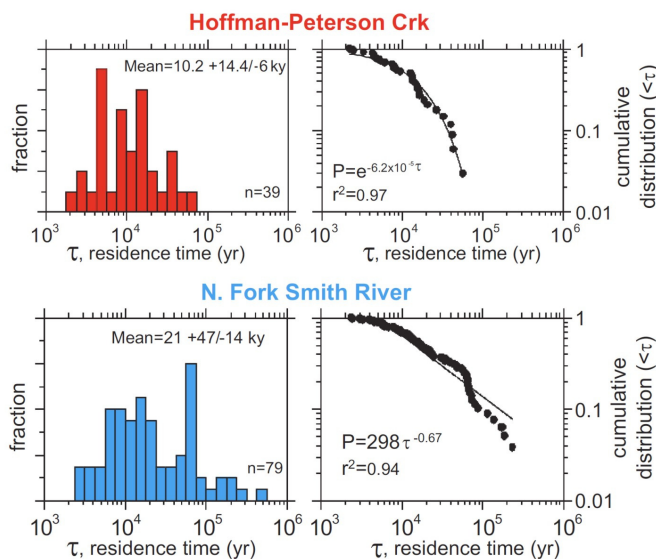 Hoffman-Peterson Crk
Mean=10.2 +14.4/-6 ky
fraction
n=39
10³ 10⁴ 10⁵ 10⁶
τ, residence time (yr)
P=e^-6.2x10^-5τ
r²=0.97
1
0.1
0.01
cumulative
distribution (<τ)
10³ 10⁴ 10⁵ 10⁶
τ, residence time (yr)
N. Fork Smith River
Mean=21 +47/-14 ky
fraction
n=79
10³ 10⁴ 10⁵ 10⁶
τ, residence time (yr)
P=298τ^-0.67
r²=0.94
1
0.1
0.01
cumulative
distribution (<τ)
10³ 10⁴ 10⁵ 10⁶
τ, residence time (yr)